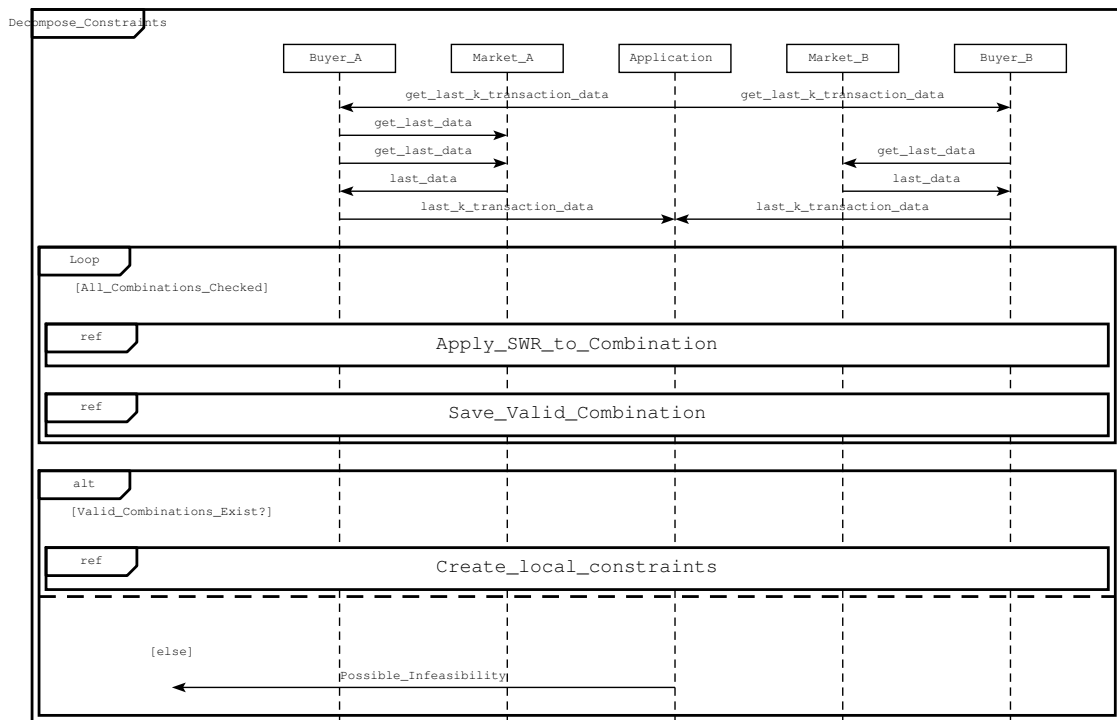 Decompose_Constraints
Buyer_A Market_A Application Market_B Buyer_B
get_last_k_transaction_data get_last_k_transaction_data
get_last_data
get_last_data get_last_data
last_data last_data
last_k_transaction_data last_k_transaction_data
Loop
[All_Combinations_Checked]
ref
Apply_SWR_to_Combination
ref
Save_Valid_Combination
alt
[Valid_Combinations_Exist?]
ref
Create_local_constraints
[else]
Possible_Infeasibility